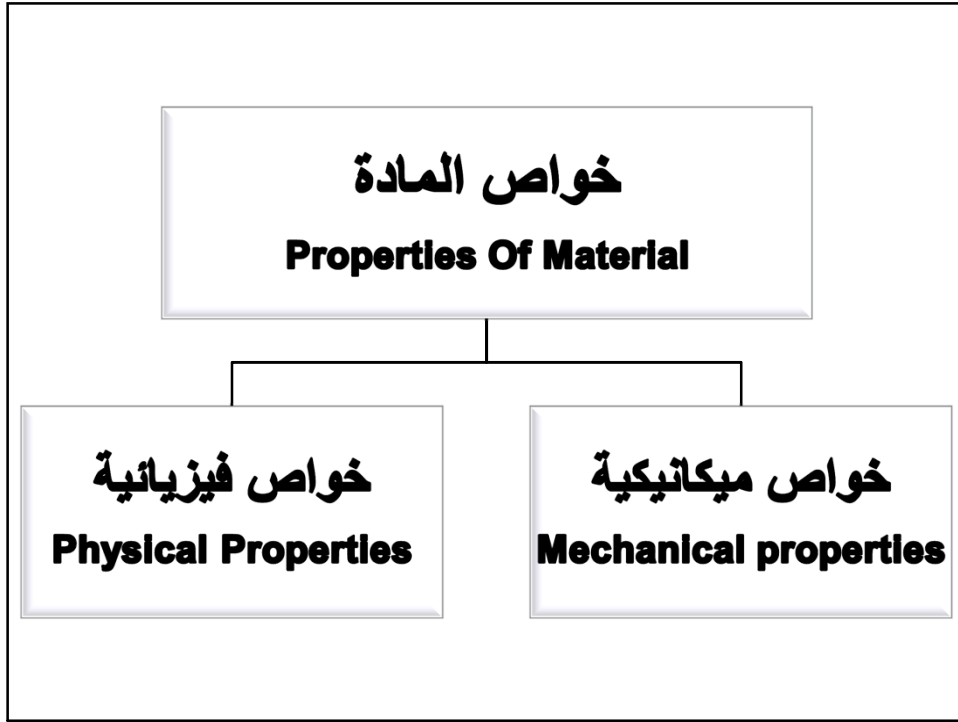 خواص المادة
Properties Of Material
خواص ميكانيكية
Mechanical properties
خواص فيزيائية
Physical Properties